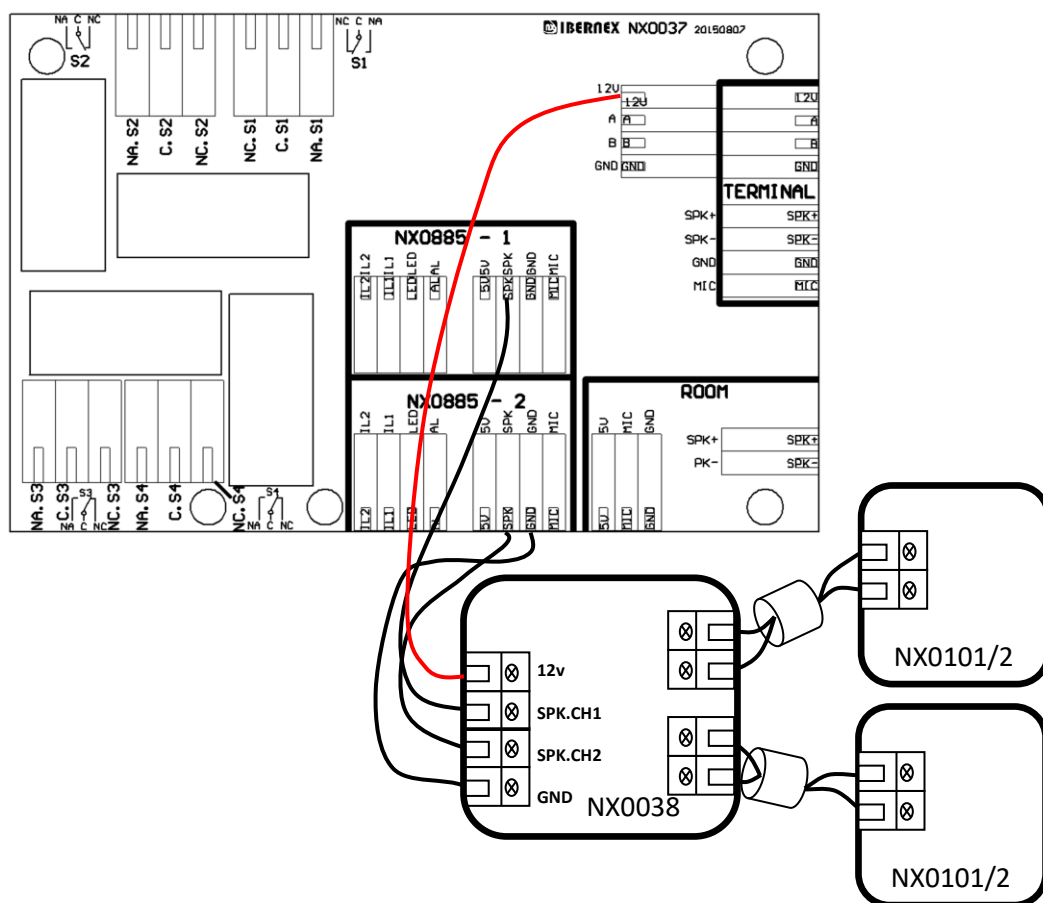 NA C NC
S2
NC C NA
S1
IBERNEX NX0037 20150807
NA.S2
C.S2
NC.S2
NC.S1
C.S1
NA.S1
12V
12V
A A
B B
GND GND
12V
A
B
GND
TERMINAL
SPK+ SPK+
SPK- SPK-
GND GND
MIC MIC
NX0885 - 1
IL2 IL2
IL1 IL1
LED LED
AL AL
5V 5V
SPK SPK
GND GND
MIC MIC
NX0885 - 2
IL2
IL1
LED
AL
5V
SPK
GND
MIC
IL2
IL1
LED
AL
5V
SPK
GND
MIC
ROOM
5V
MIC
GND
5V
MIC
GND
SPK+ SPK+
PK- SPK-
NA.S3
C.S3
NC.S3
NA.S4
C.S4
NC.S4
S3
NA C NC
S4
NA C NC
12v
SPK.CH1
SPK.CH2
GND
NX0038
NX0101/2
NX0101/2